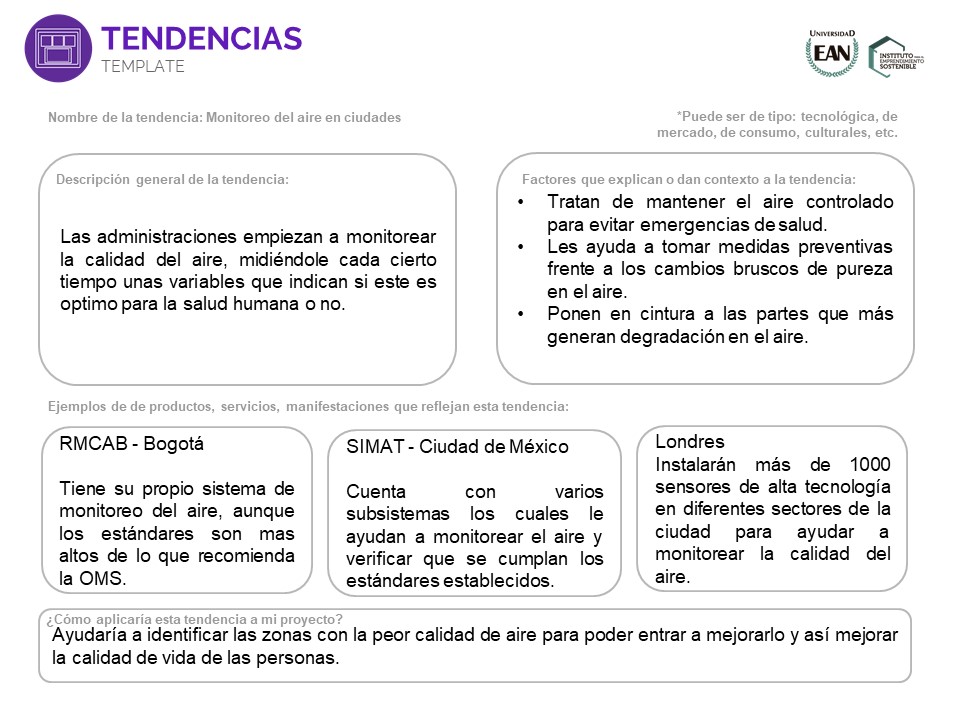 TENDENCIAS
TEMPLATE
UNIVERSIDAD
EAN
INSTITUTO PARA EL
EMPRENDIMIENTO
SOSTENIBLE
Nombre de la tendencia: Monitoreo del aire en ciudades
*Puede ser de tipo: tecnológica, de
mercado, de consumo, culturales, etc.
Descripción general de la tendencia:
Las administraciones empiezan a monitorear
la calidad del aire, midiéndole cada cierto
tiempo unas variables que indican si este es
optimo para la salud humana o no.
Factores que explican o dan contexto a la tendencia:
• Tratan de mantener el aire controlado
para evitar emergencias de salud.
• Les ayuda a tomar medidas preventivas
frente a los cambios bruscos de pureza
en el aire.
• Ponen en cintura a las partes que más
generan degradación en el aire.
Ejemplos de de productos, servicios, manifestaciones que reflejan esta tendencia:
RMCAB - Bogotá
Tiene su propio sistema de
monitoreo del aire, aunque
los estándares son mas
altos de lo que recomienda
la OMS.
SIMAT - Ciudad de México
Cuenta con varios
subsistemas los cuales le
ayudan a monitorear el aire y
verificar que se cumplan los
estándares establecidos.
Londres
Instalarán más de 1000
sensores de alta tecnología
en diferentes sectores de la
ciudad para ayudar a
monitorear la calidad del
aire.
¿Cómo aplicaría esta tendencia a mi proyecto?
Ayudaría a identificar las zonas con la peor calidad de aire para poder entrar a mejorarlo y así mejorar
la calidad de vida de las personas.